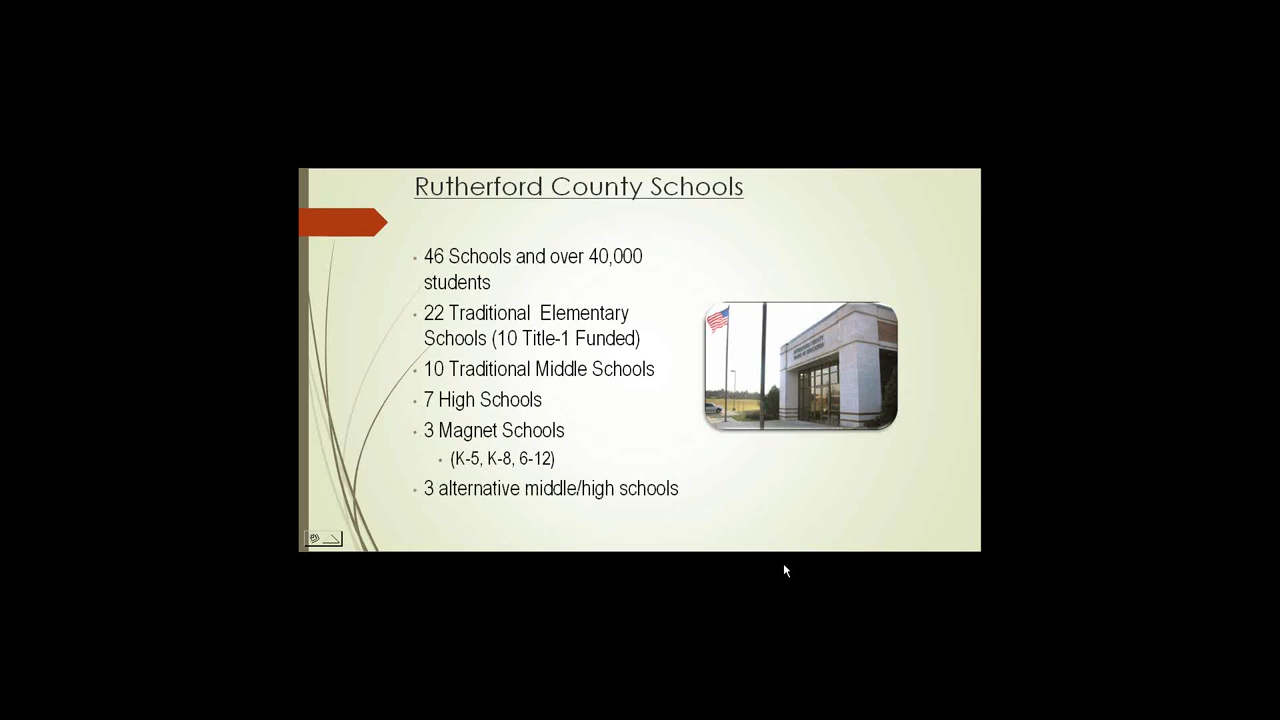 Rutherford County Schools
46 Schools and over 40,000
students
22 Traditional Elementary
Schools (10 Title-1 Funded)
10 Traditional Middle Schools
7 High Schools
3 Magnet Schools
(K-5, K-8, 6-12)
3 alternative middle/high schools